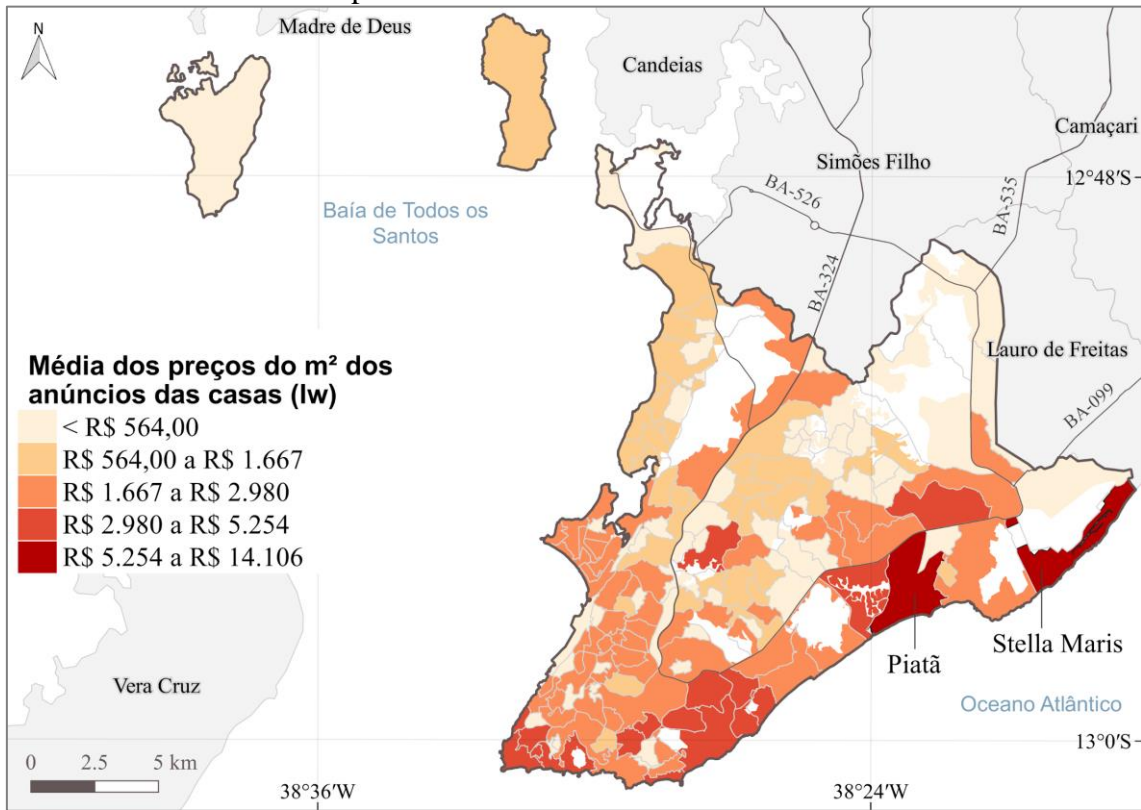 N
Madre de Deus
Candeias
Camaçari
Simões Filho
12°48'S
BA-526
BA-535
BA-324
Baía de Todos os
Santos
Lauro de Freitas
BA-099
Média dos preços do m² dos
anúncios das casas (lw)
< R$ 564,00
R$ 564,00 a R$ 1.667
R$ 1.667 a R$ 2.980
R$ 2.980 a R$ 5.254
R$ 5.254 a R$ 14.106
Stella Maris
Piatã
Vera Cruz
Oceano Atlântico
13°0'S
0 2.5 5 km
38°36'W
38°24'W